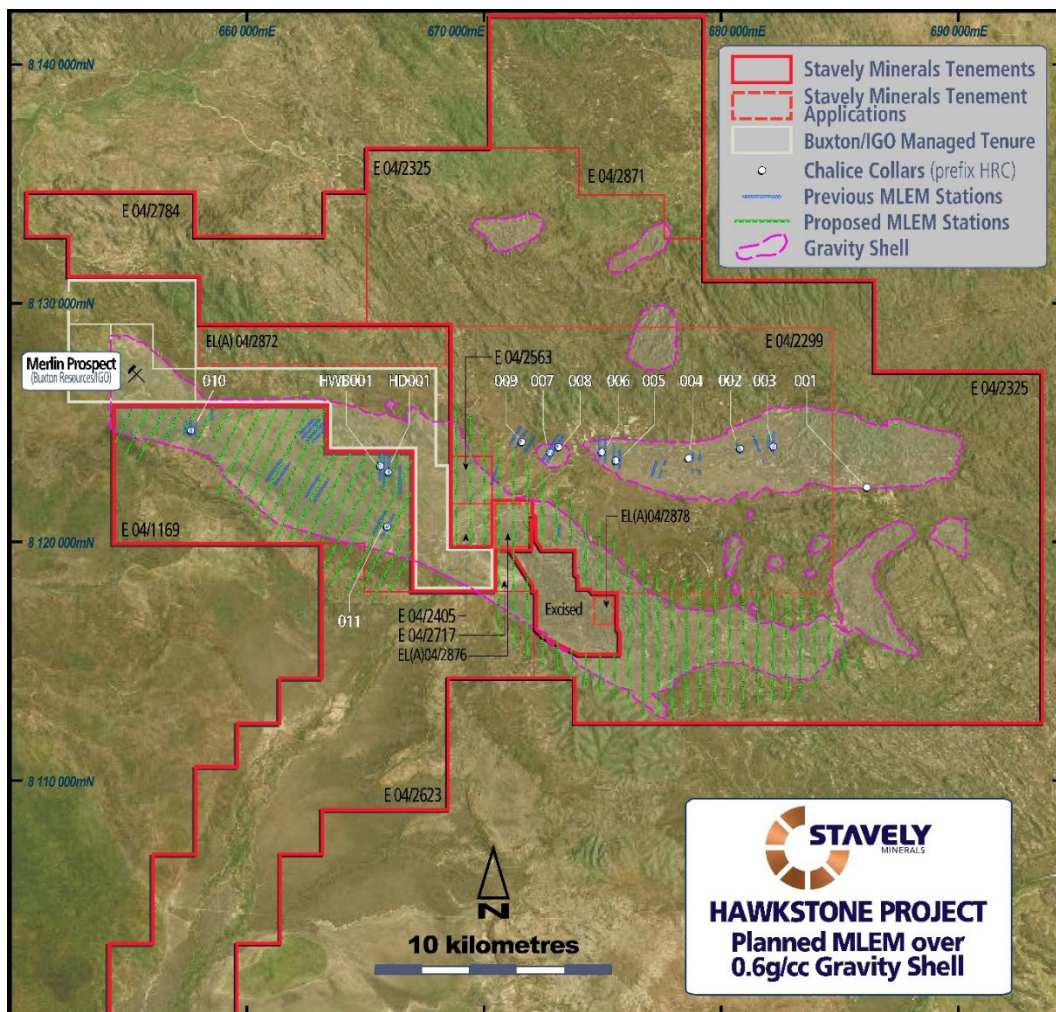 660 000mE
670 000mE
680 000mE
690 000mE
8 140 000mN
Stavely Minerals Tenements
Stavely Minerals Tenement
Applications
Buxton/IGO Managed Tenure
Chalice Collars (prefix HRC)
Previous MLEM Stations
Proposed MLEM Stations
Gravity Shell
E 04/2325
E 04/2871
E 04/2784
8 130 000mN
EL(A) 04/2872
E 04/2563
E 04/2299
E 04/2325
Merlin Prospect
(Buxton Resources/IGO)
010
HWB001
HD001
009
007
008
006
005
004
002
003
001
E 04/1169
EL(A)04/2878
8 120 000mN
Excised
011
E 04/2405
E 04/2717
EL(A)04/2876
8 110 000mN
E 04/2623
N
10 kilometres
STAVELY
MINERALS
HAWKSTONE PROJECT
Planned MLEM over
0.6g/cc Gravity Shell